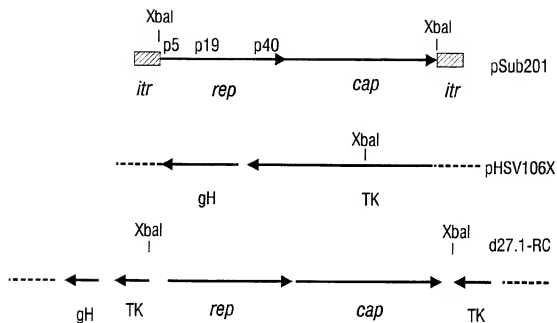 XbaI XbaI
p5 p19 p40
pSub201
itr rep cap itr
XbaI
pHSV106X
gH TK
XbaI XbaI d27.1-RC
gH TK rep cap TK